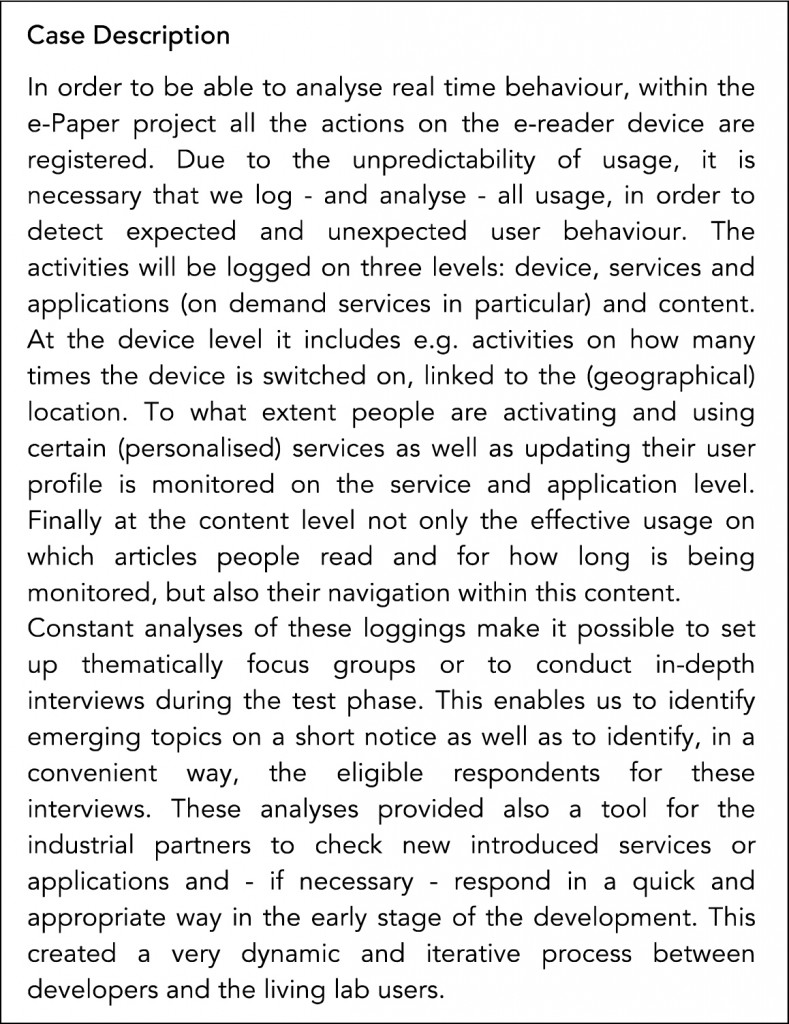 Case Description
In order to be able to analyse real time behaviour, within the
e-Paper project all the actions on the e-reader device are
registered. Due to the unpredictability of usage, it is
necessary that we log - and analyse - all usage, in order to
detect expected and unexpected user behaviour. The
activities will be logged on three levels: device, services and
applications (on demand services in particular) and content.
At the device level it includes e.g. activities on how many
times the device is switched on, linked to the (geographical)
location. To what extent people are activating and using
certain (personalised) services as well as updating their user
profile is monitored on the service and application level.
Finally at the content level not only the effective usage on
which articles people read and for how long is being
monitored, but also their navigation within this content.
Constant analyses of these loggings make it possible to set
up thematically focus groups or to conduct in-depth
interviews during the test phase. This enables us to identify
emerging topics on a short notice as well as to identify, in a
convenient way, the eligible respondents for these
interviews. These analyses provided also a tool for the
industrial partners to check new introduced services or
applications and - if necessary - respond in a quick and
appropriate way in the early stage of the development. This
created a very dynamic and iterative process between
developers and the living lab users.